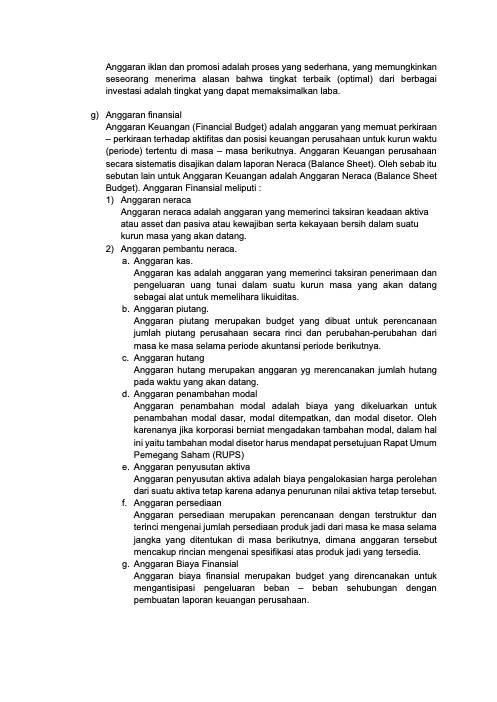 Anggaran iklan dan promosi adalah proses yang sederhana, yang memungkinkan
seseorang menerima alasan bahwa tingkat terbaik (optimal) dari berbagai
investasi adalah tingkat yang dapat memaksimalkan laba.
g) Anggaran finansial
Anggaran Keuangan (Financial Budget) adalah anggaran yang memuat perkiraan
– perkiraan terhadap aktifitas dan posisi keuangan perusahaan untuk kurun waktu
(periode) tertentu di masa – masa berikutnya. Anggaran Keuangan perusahaan
secara sistematis disajikan dalam laporan Neraca (Balance Sheet). Oleh sebab itu
sebutan lain untuk Anggaran Keuangan adalah Anggaran Neraca (Balance Sheet
Budget). Anggaran Finansial meliputi :
1) Anggaran neraca
Anggaran neraca adalah anggaran yang memerinci taksiran keadaan aktiva
atau asset dan pasiva atau kewajiban serta kekayaan bersih dalam suatu
kurun masa yang akan datang.
2) Anggaran pembantu neraca.
a. Anggaran kas.
Anggaran kas adalah anggaran yang memerinci taksiran penerimaan dan
pengeluaran uang tunai dalam suatu kurun masa yang akan datang
sebagai alat untuk memelihara likuiditas.
b. Anggaran piutang.
Anggaran piutang merupakan budget yang dibuat untuk perencanaan
jumlah piutang perusahaan secara rinci dan perubahan-perubahan dari
masa ke masa selama periode akuntansi periode berikutnya.
c. Anggaran hutang
Anggaran hutang merupakan anggaran yg merencanakan jumlah hutang
pada waktu yang akan datang.
d. Anggaran penambahan modal
Anggaran penambahan modal adalah biaya yang dikeluarkan untuk
penambahan modal dasar, modal ditempatkan, dan modal disetor. Oleh
karenanya jika korporasi berniat mengadakan tambahan modal, dalam hal
ini yaitu tambahan modal disetor harus mendapat persetujuan Rapat Umum
Pemegang Saham (RUPS)
e. Anggaran penyusutan aktiva
Anggaran penyusutan aktiva adalah biaya pengalokasian harga perolehan
dari suatu aktiva tetap karena adanya penurunan nilai aktiva tetap tersebut.
f. Anggaran persediaan
Anggaran persediaan merupakan perencanaan dengan terstruktur dan
terinci mengenai jumlah persediaan produk jadi dari masa ke masa selama
jangka yang ditentukan di masa berikutnya, dimana anggaran tersebut
mencakup rincian mengenai spesifikasi atas produk jadi yang tersedia.
g. Anggaran Biaya Finansial
Anggaran biaya finansial merupakan budget yang direncanakan untuk
mengantisipasi pengeluaran beban – beban sehubungan dengan
pembuatan laporan keuangan perusahaan.